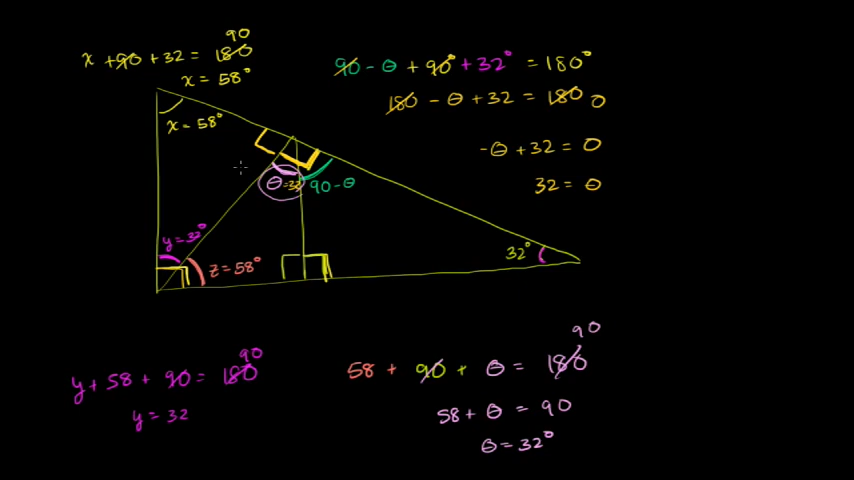 90
x + 90 + 32 = 180
x = 58°
x = 58°
90 - θ + 90° + 32° = 180°
180 - θ + 32 = 180 0
-θ + 32 = 0
32 = θ
θ = 32
90 - θ
y = 32°
z = 58°
32°
90
y + 58 + 90 = 180
y = 32
90
58 + 90 + θ = 180
58 + θ = 90
θ = 32°